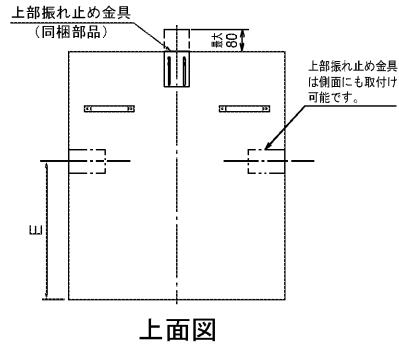 上部振れ止め金具
（同梱部品）
最大
80
上部振れ止め金具
は側面にも取付け
可能です。
E
上面図